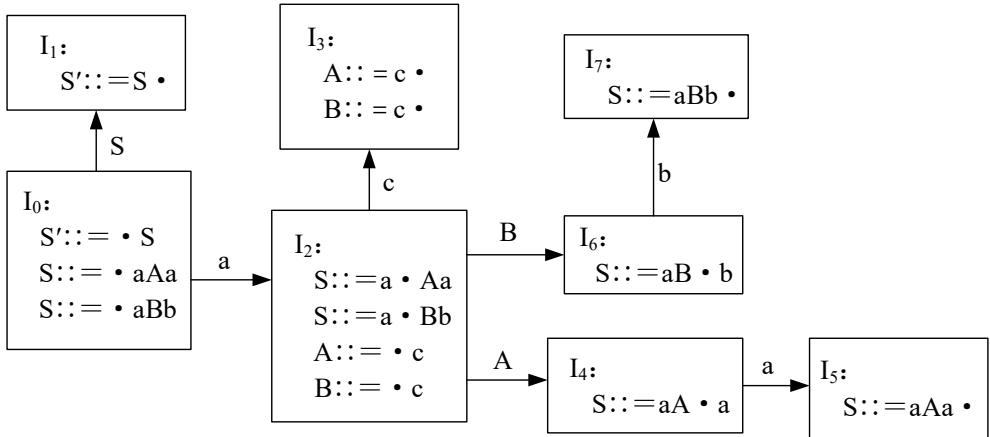 I₁：
S′∷＝S •
S
I₀：
S′∷＝ • S
S∷＝ • aAa
S∷＝ • aBb
a
I₃：
A∷ = c •
B∷ = c •
c
I₂：
S∷＝a • Aa
S∷＝a • Bb
A∷＝ • c
B∷＝ • c
B
A
I₇：
S∷＝aBb •
b
I₆：
S∷＝aB • b
I₄：
S∷＝aA • a
a
I₅：
S∷＝aAa •